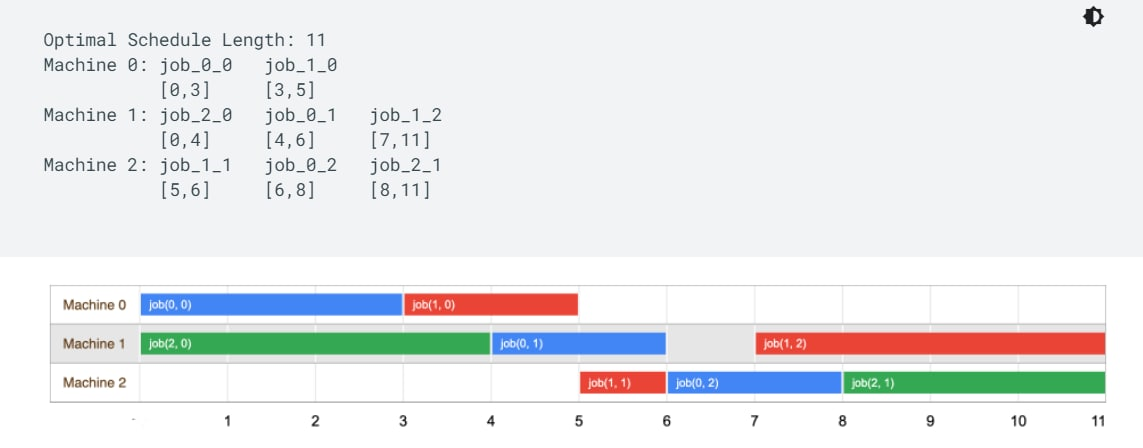 Optimal Schedule Length: 11
Machine 0: job_0_0 job_1_0
[0,3] [3,5]
Machine 1: job_2_0 job_0_1 job_1_2
[0,4] [4,6] [7,11]
Machine 2: job_1_1 job_0_2 job_2_1
[5,6] [6,8] [8,11]
Machine 0 job(0, 0) job(1, 0)
Machine 1 job(2, 0) job(0, 1) job(1, 2)
Machine 2 job(1, 1) job(0, 2) job(2, 1)
1 2 3 4 5 6 7 8 9 10 11